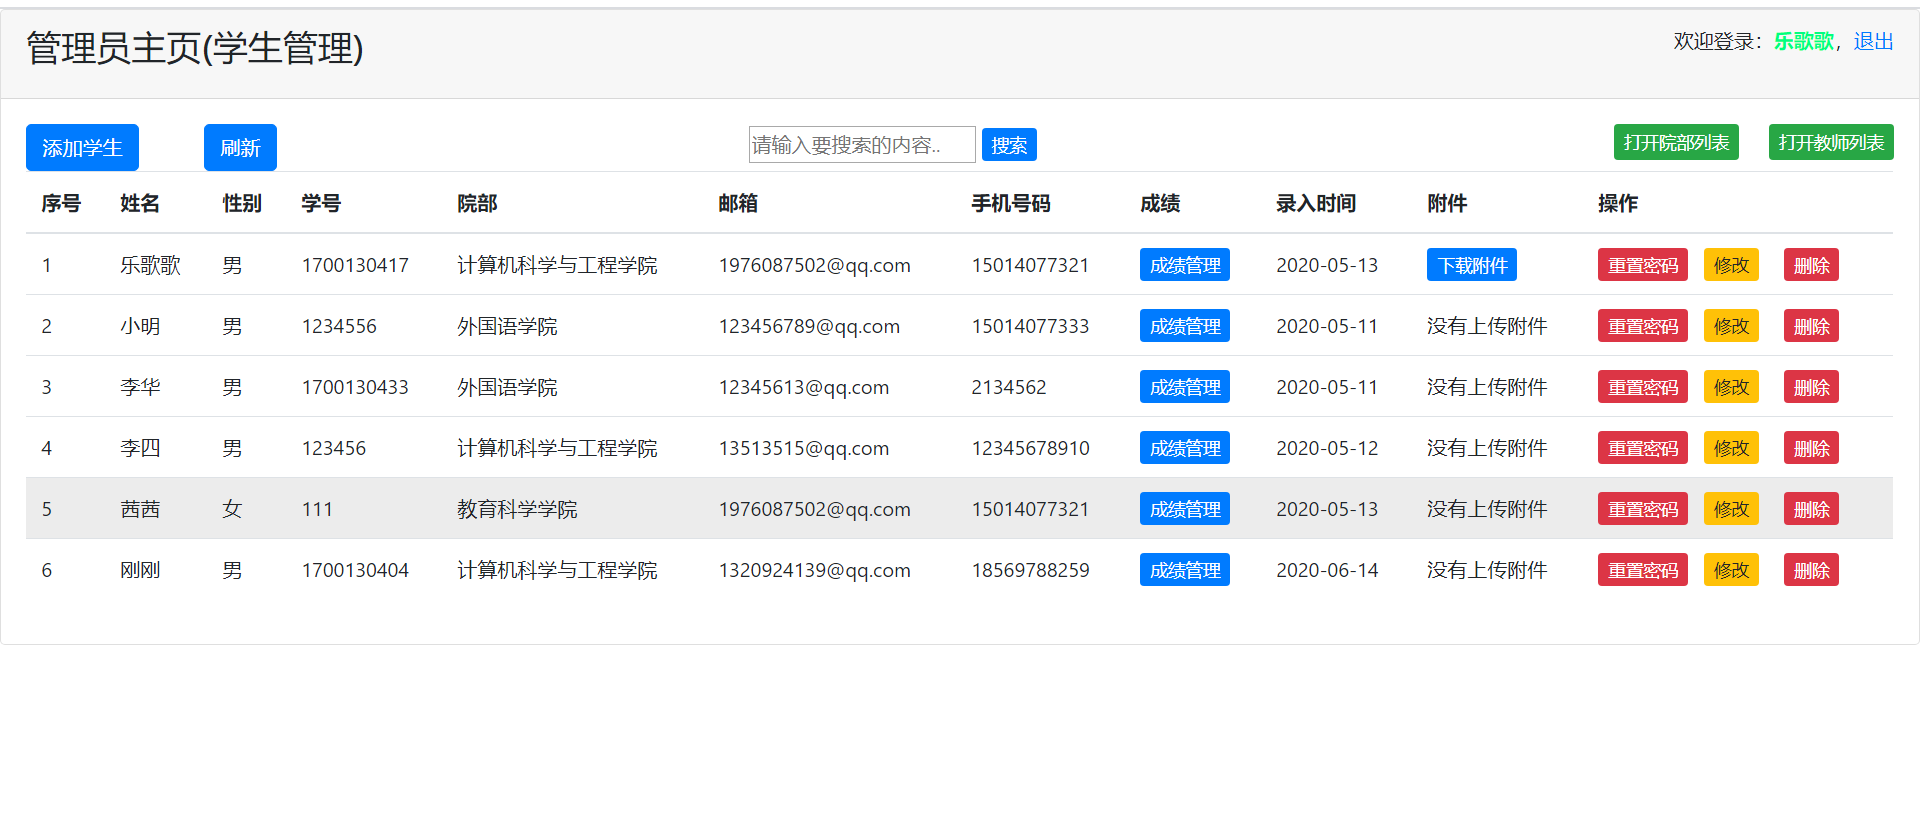 管理员主页(学生管理) 欢迎登录：乐歌歌，退出
添加学生 刷新 请输入要搜索的内容.. 搜索 打开院部列表 打开教师列表
序号 姓名 性别 学号 院部 邮箱 手机号码 成绩 录入时间 附件 操作
1 乐歌歌 男 1700130417 计算机科学与工程学院 1976087502@qq.com 15014077321 成绩管理 2020-05-13 下载附件 重置密码 修改 删除
2 小明 男 1234556 外国语学院 123456789@qq.com 15014077333 成绩管理 2020-05-11 没有上传附件 重置密码 修改 删除
3 李华 男 1700130433 外国语学院 12345613@qq.com 2134562 成绩管理 2020-05-11 没有上传附件 重置密码 修改 删除
4 李四 男 123456 计算机科学与工程学院 13513515@qq.com 12345678910 成绩管理 2020-05-12 没有上传附件 重置密码 修改 删除
5 茜茜 女 111 教育科学学院 1976087502@qq.com 15014077321 成绩管理 2020-05-13 没有上传附件 重置密码 修改 删除
6 刚刚 男 1700130404 计算机科学与工程学院 1320924139@qq.com 18569788259 成绩管理 2020-06-14 没有上传附件 重置密码 修改 删除